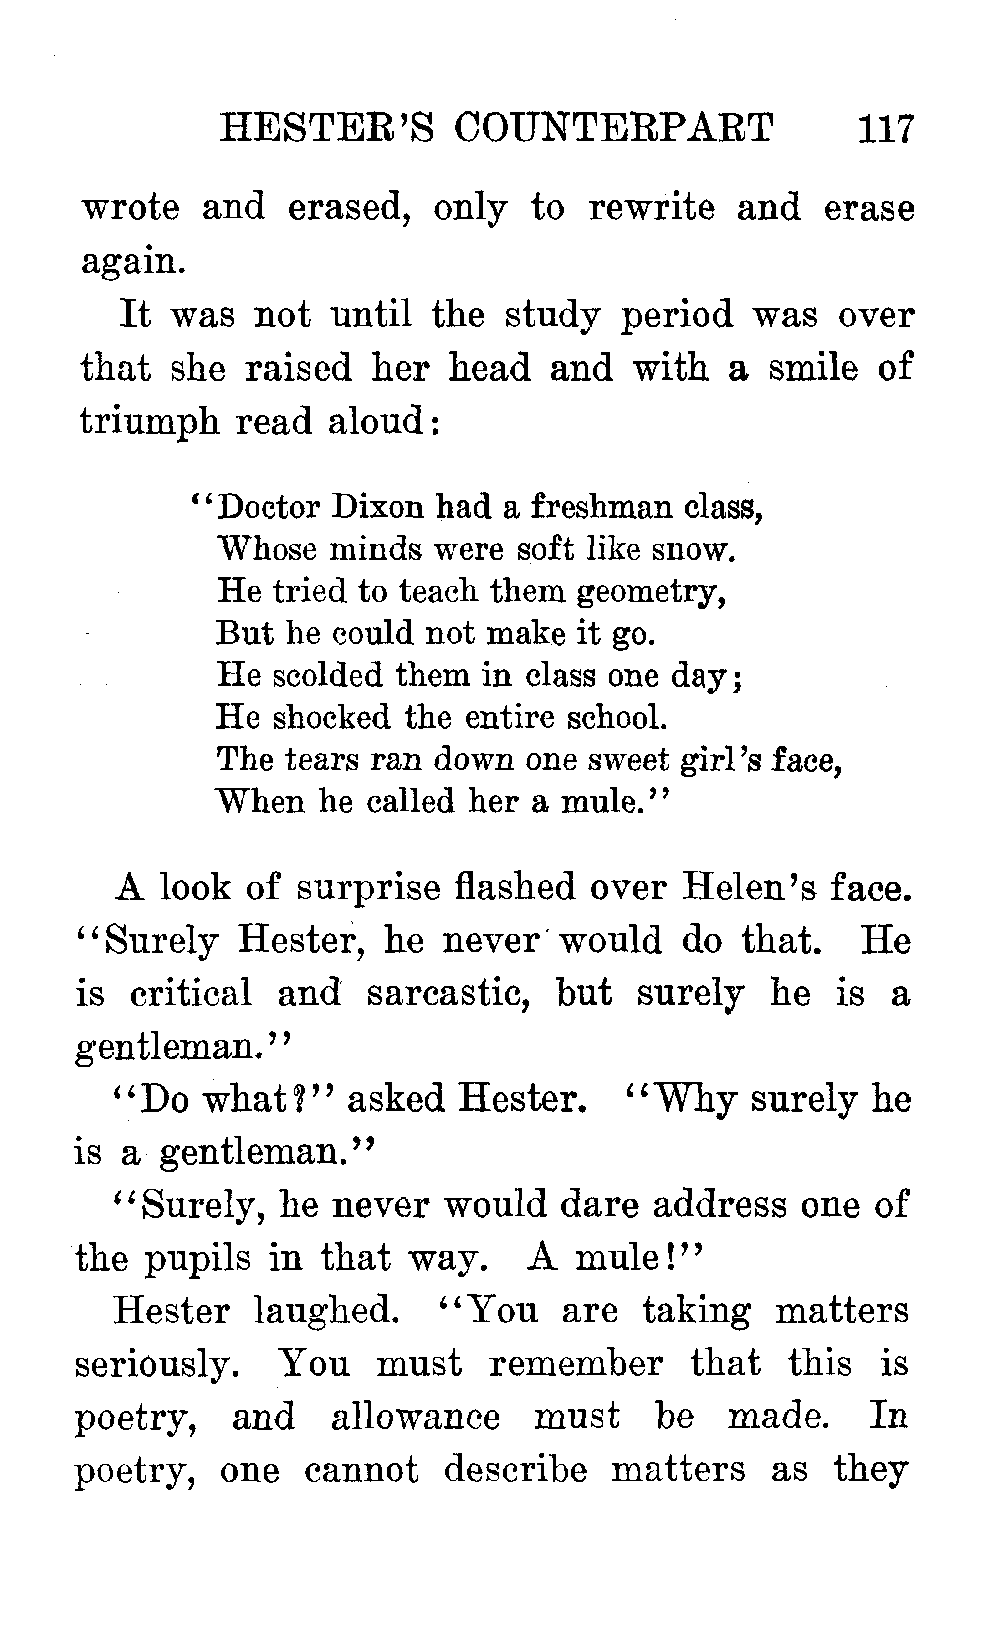 HESTER'S COUNTERPART 117
wrote and erased, only to rewrite and erase
again.
It was not until the study period was over
that she raised her head and with a smile of
triumph read aloud:
"Doctor Dixon had a freshman class,
Whose minds were soft like snow.
He tried to teach them geometry,
But he could not make it go.
He scolded them in class one day;
He shocked the entire school.
The tears ran down one sweet girl's face,
When he called her a mule."
A look of surprise flashed over Helen's face.
"Surely Hester, he never would do that. He
is critical and sarcastic, but surely he is a
gentleman."
"Do what?" asked Hester. "Why surely he
is a gentleman."
"Surely, he never would dare address one of
the pupils in that way. A mule!"
Hester laughed. "You are taking matters
seriously. You must remember that this is
poetry, and allowance must be made. In
poetry, one cannot describe matters as they